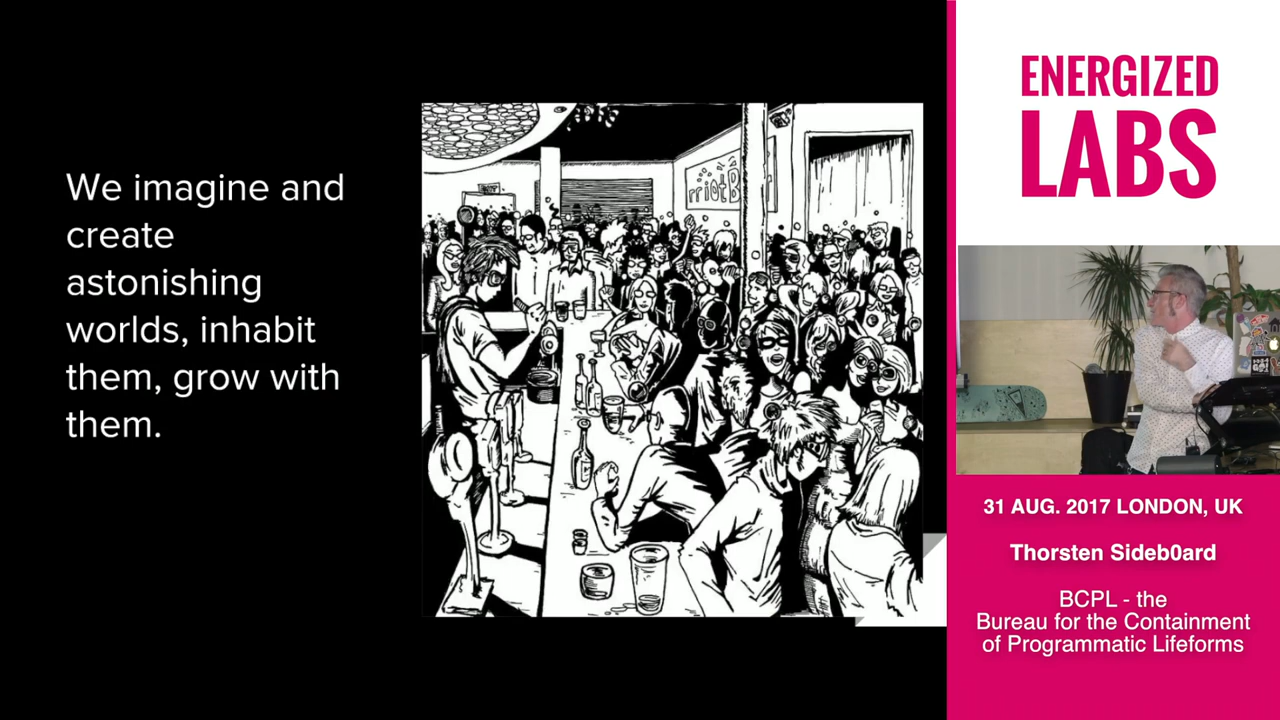 We imagine and
create
astonishing
worlds, inhabit
them, grow with
them.
rriotB
ENERGIZED
LABS
31 AUG. 2017 LONDON, UK
Thorsten Sideb0ard
BCPL - the
Bureau for the Containment
of Programmatic Lifeforms